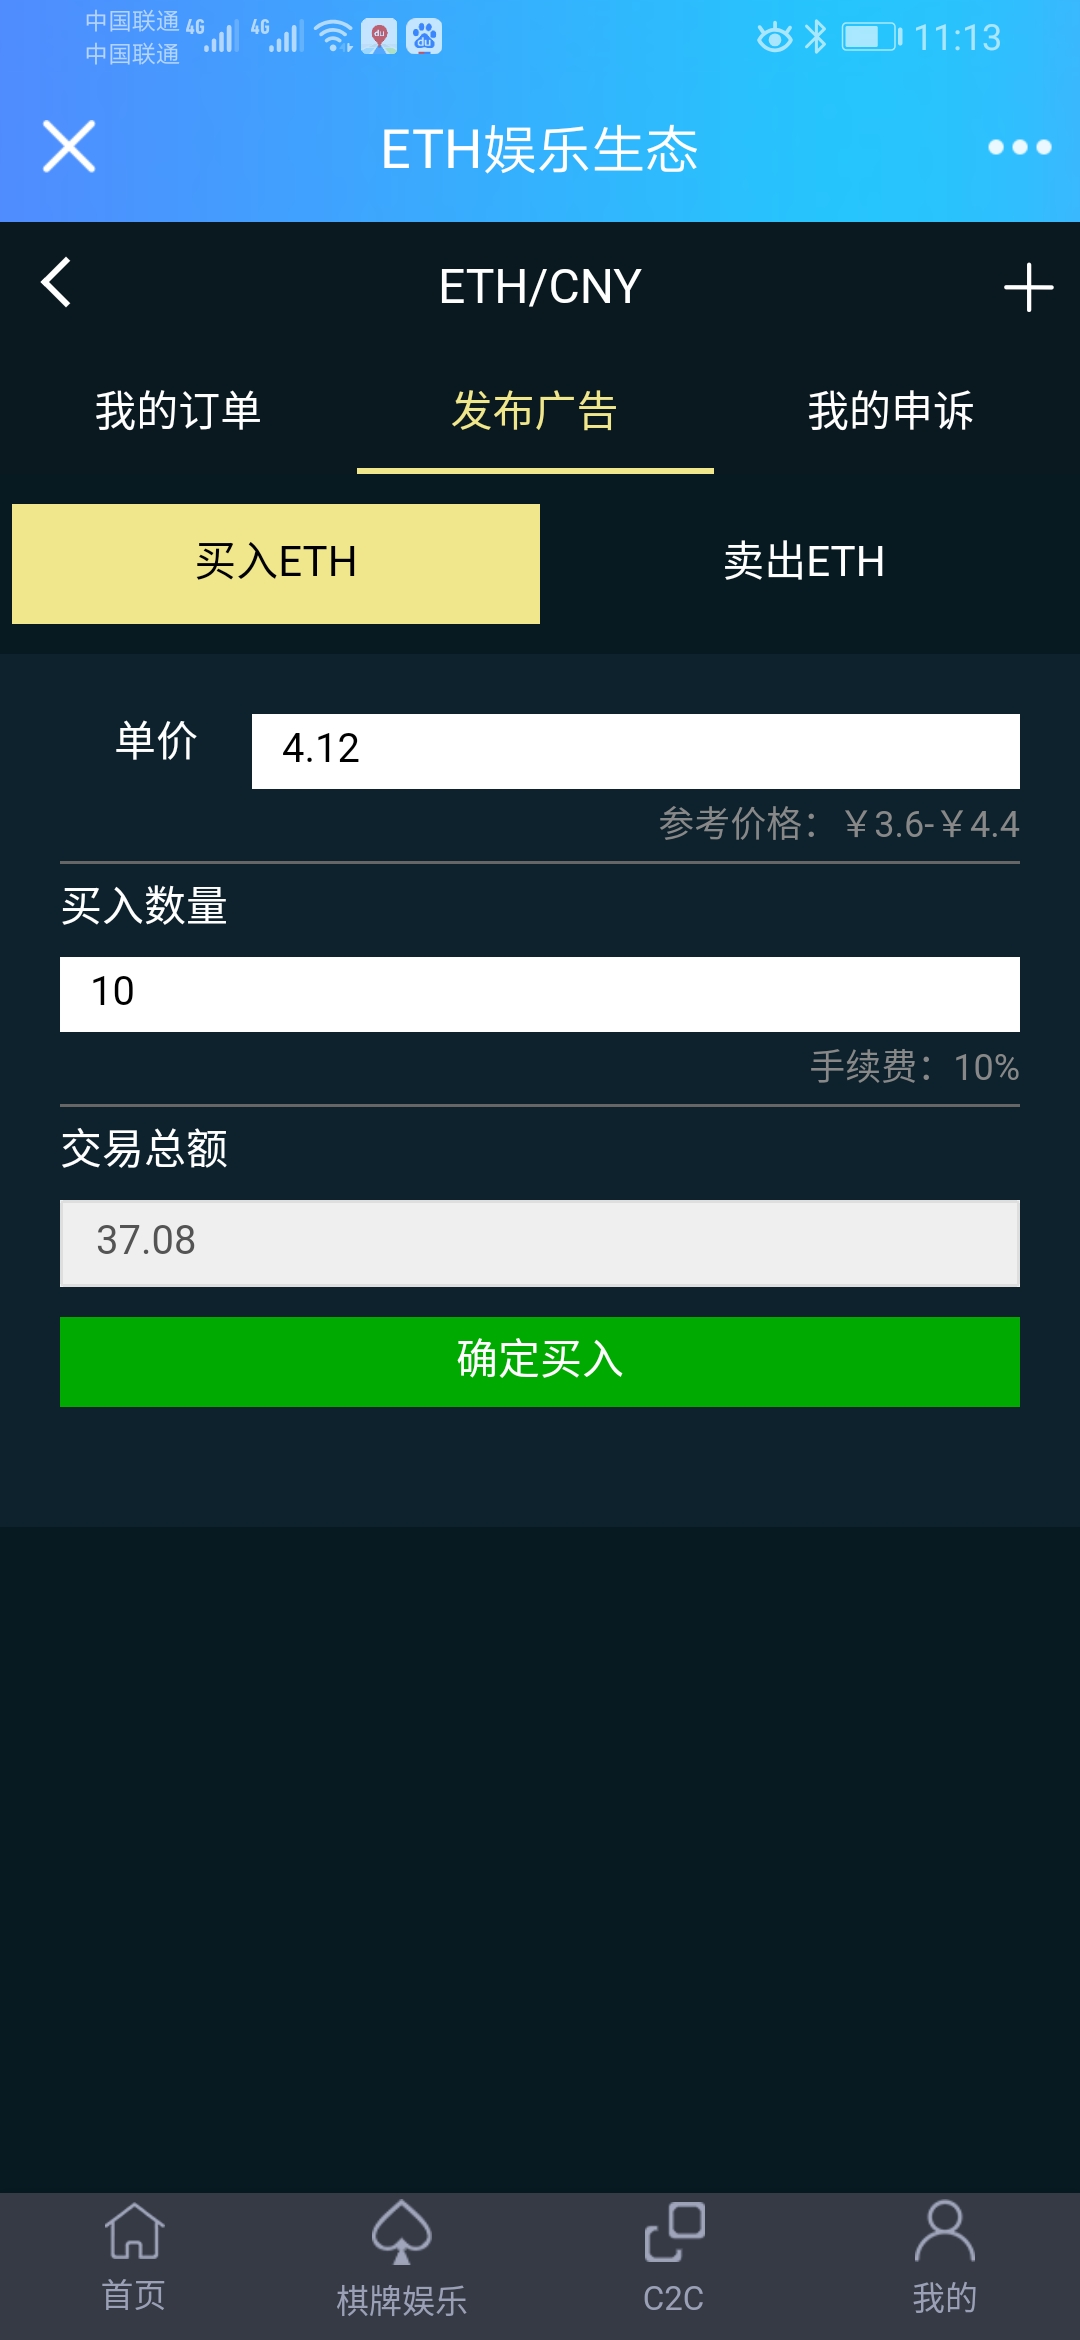 中国联通 4G 4G 11:13
中国联通
ETH娱乐生态
ETH/CNY
我的订单 发布广告 我的申诉
买入ETH 卖出ETH
单价 4.12
参考价格：￥3.6-￥4.4
买入数量
10
手续费：10%
交易总额
37.08
确定买入
首页 棋牌娱乐 C2C 我的